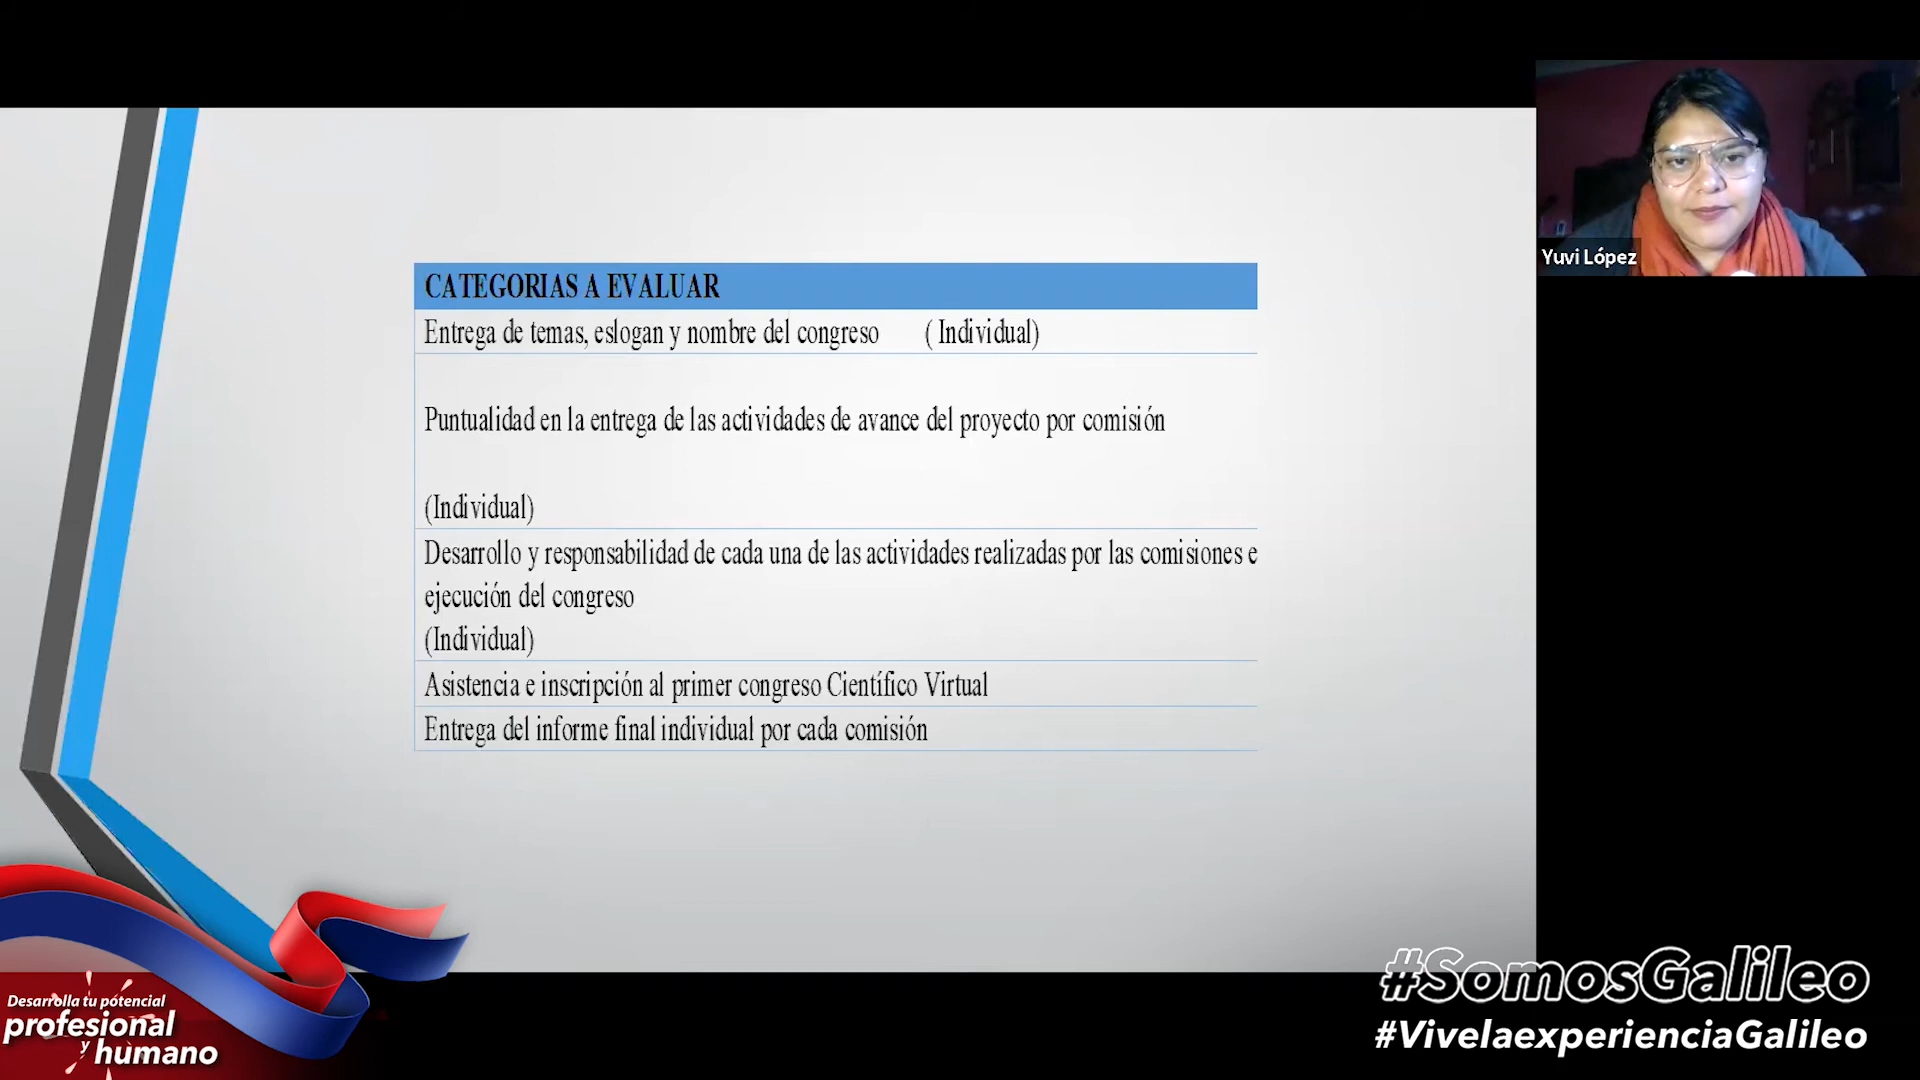 CATEGORIAS A EVALUAR
Entrega de temas, eslogan y nombre del congreso ( Individual)
Puntualidad en la entrega de las actividades de avance del proyecto por comisión
(Individual)
Desarrollo y responsabilidad de cada una de las actividades realizadas por las comisiones e
ejecución del congreso
(Individual)
Asistencia e inscripción al primer congreso Científico Virtual
Entrega del informe final individual por cada comisión
Yuvi López
Desarrolla tu potencial
profesional
y
humano
#SomosGalileo
#VivelaexperienciaGalileo